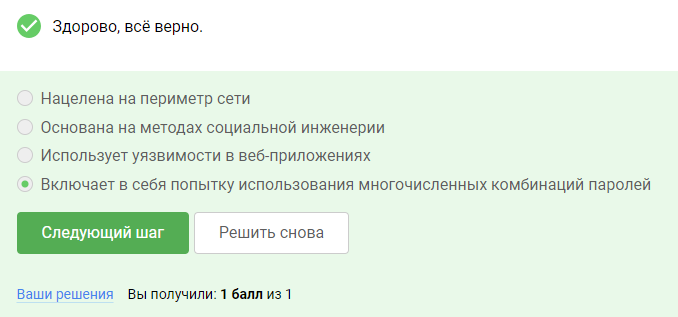 Здорово, всё верно.
Нацелена на периметр сети
Основана на методах социальной инженерии
Использует уязвимости в веб-приложениях
Включает в себя попытку использования многочисленных комбинаций паролей
Следующий шаг Решить снова
Ваши решения Вы получили: 1 балл из 1